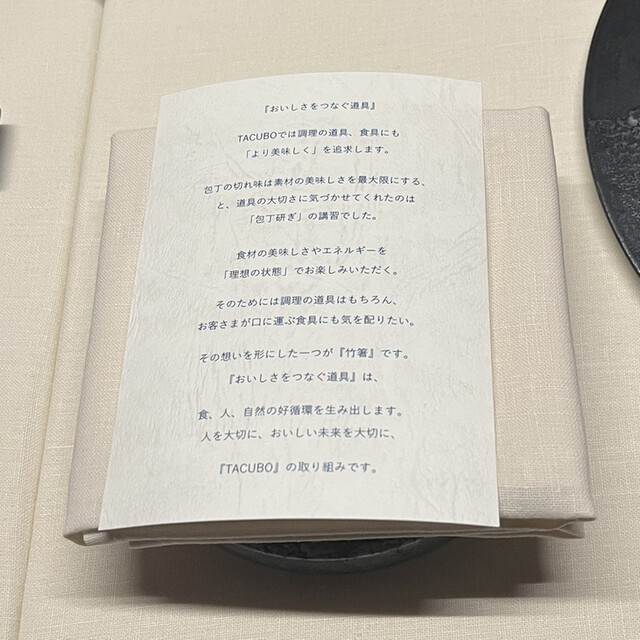 『おいしさをつなぐ道具』
TACUBOでは調理の道具、食具にも
「より美味しく」を追求します。
包丁の切れ味は素材の美味しさを最大限にする、
と、道具の大切さに気づかせてくれたのは
「包丁研ぎ」の講習でした。
食材の美味しさやエネルギーを
「理想の状態」でお楽しみいただく。
そのためには調理の道具はもちろん、
お客さまが口に運ぶ食具にも気を配りたい。
その想いを形にした一つが『竹箸』です。
『おいしさをつなぐ道具』は、
食、人、自然の好循環を生み出します。
人を大切に、おいしい未来を大切に、
『TACUBO』の取り組みです。